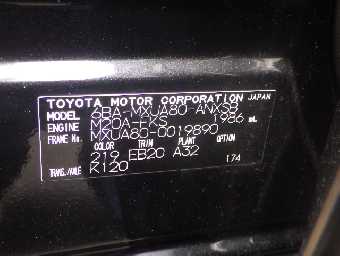 TOYOTA MOTOR CORPORATION JAPAN
MODEL 6BA-MXUA80-ANXSB
ENGINE M20A-FKS 1986 mL
FRAME No. MXUA80-0019890
COLOR TRIM PLANT OPTION
219 EB20 A32
TRANS./AXLE K120 174